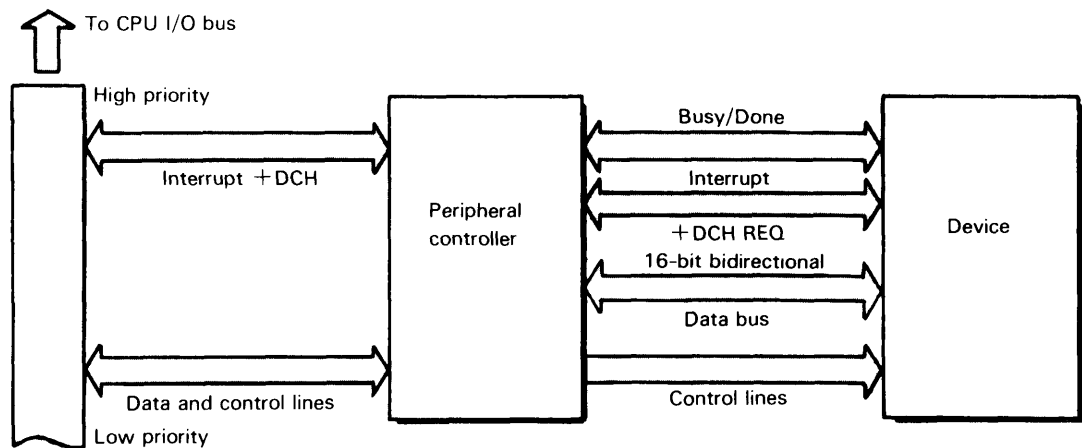 To CPU I/O bus
High priority
Interrupt +DCH
Data and control lines
Low priority
Peripheral
controller
Busy/Done
Interrupt
+DCH REQ
16-bit bidirectional
Data bus
Control lines
Device